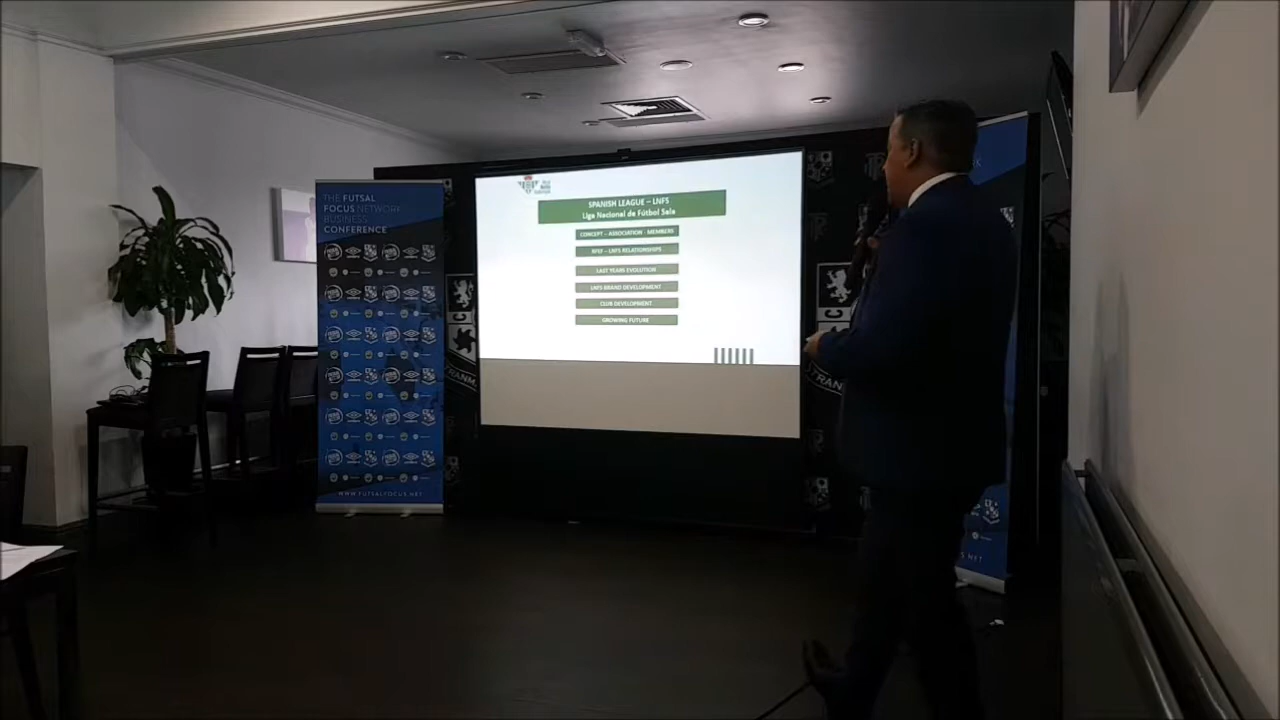 THE FUTSAL
FOCUS NETWORK
BUSINESS
CONFERENCE
WWW.FUTSALFOCUS.NET
SPANISH LEAGUE – LNFS
Liga Nacional de Fútbol Sala
CONCEPT – ASSOCIATION - MEMBERS
RFEF – LNFS RELATIONSHIPS
LAST YEARS EVOLUTION
LNFS BRAND DEVELOPMENT
CLUB DEVELOPMENT
GROWING FUTURE